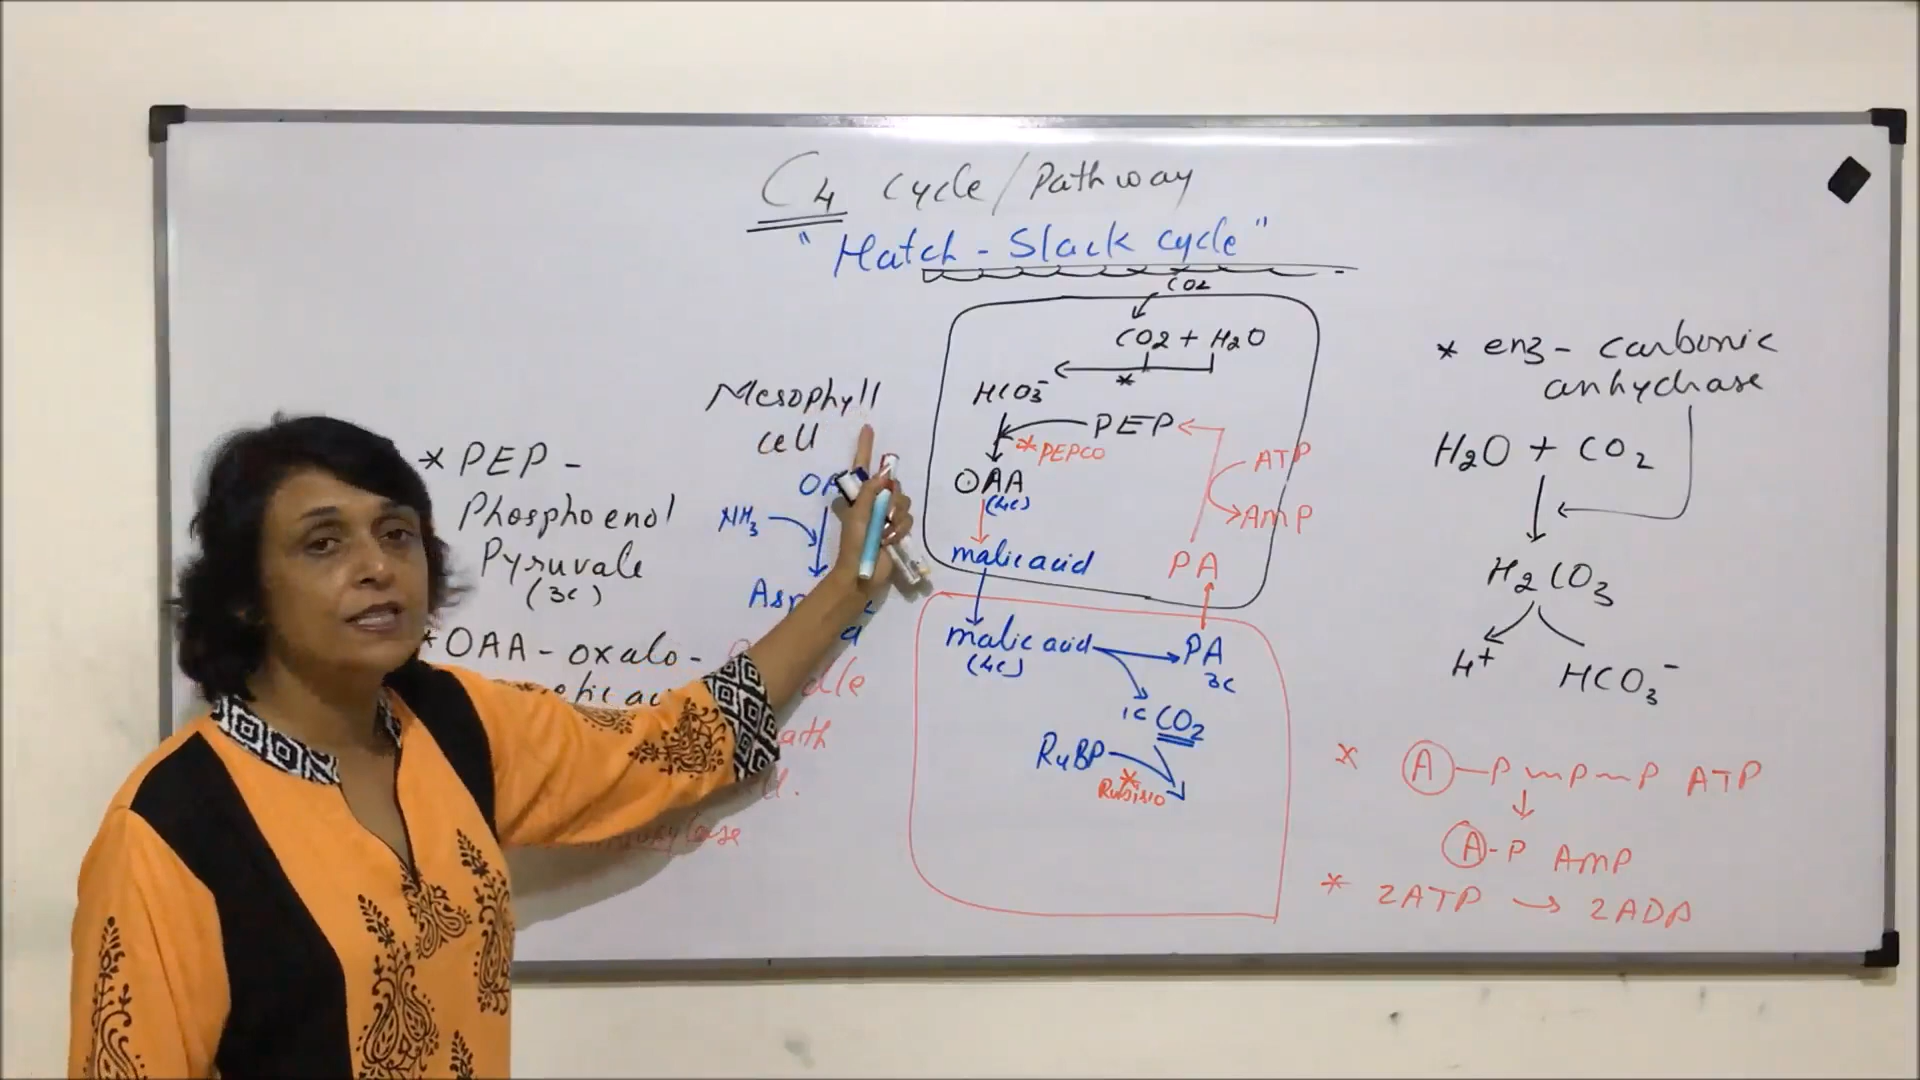 C4 cycle/Pathway
"Hatch - Slack cycle"
CO2
CO2 + H2O
*
HCO3-
PEP
* PEPCO
OAA
(4c)
malic acid
ATP
AMP
PA
malic acid
(4c)
PA
3c
1c CO2
RuBP
*
Rubisco
Mesophyll
cell
NH3
* PEP -
Phosphoenol
Pyruvate
(3c)
* OAA - oxalo-
* enz - carbonic
anhydrase
H2O + CO2
H2CO3
H+
HCO3-
* A-P~P~P ATP
A-P AMP
* 2ATP → 2ADP